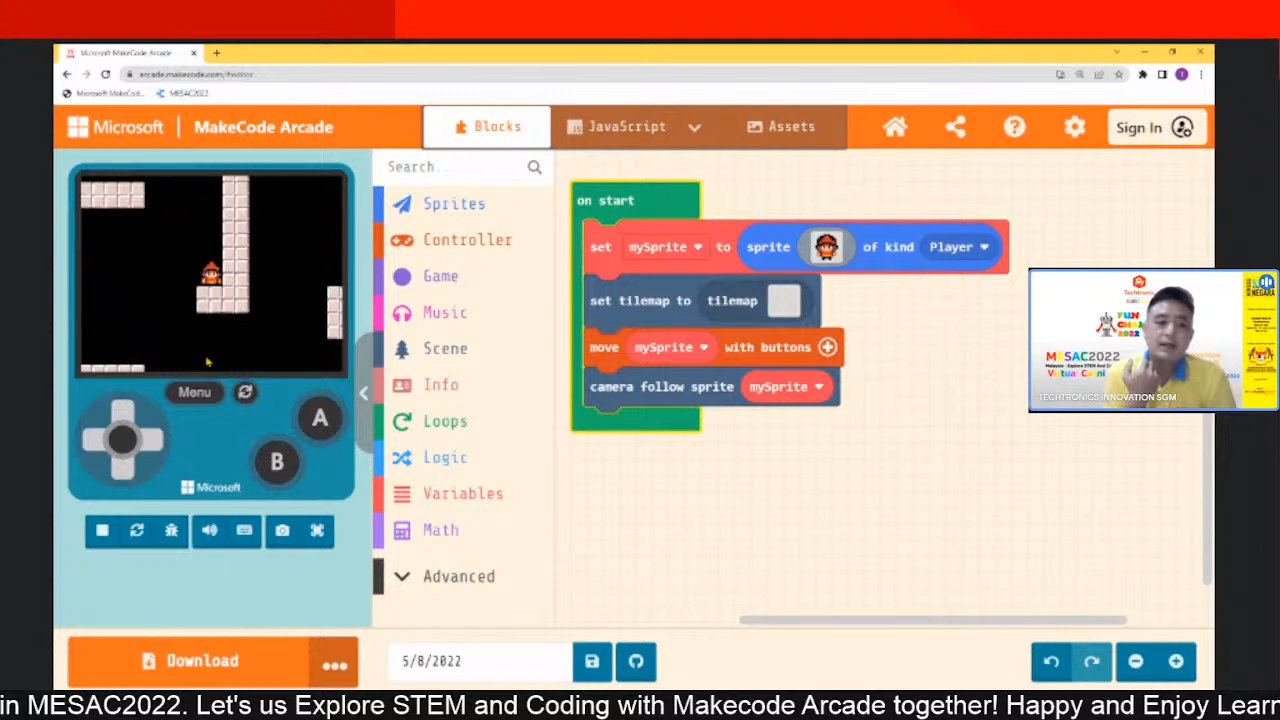 Microsoft MakeCode Arcade
arcade.makecode.com/#editor
Microsoft MakeCod...
MESAC2022
Microsoft
MakeCode Arcade
Blocks
JavaScript
Assets
Sign In
Search...
Sprites
Controller
Game
Music
Scene
Info
Loops
Logic
Variables
Math
Advanced
on start
set mySprite to sprite of kind Player
set tilemap to tilemap
move mySprite with buttons
camera follow sprite mySprite
Menu
A
B
Microsoft
Download
5/8/2022
Techtronic
FUN
2022
NEGARA
MESAC2022
TECHTRONICS INNOVATION SGM
in MESAC2022. Let's us Explore STEM and Coding with Makecode Arcade together! Happy and Enjoy Learn